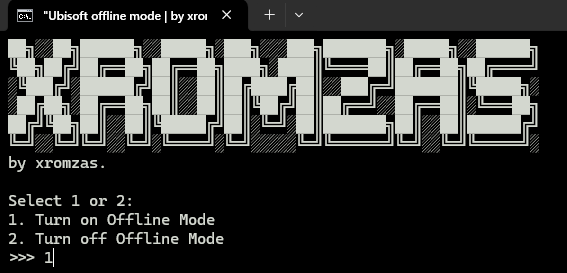 "Ubisoft offline mode | by xron
XROMZAS
by xromzas.
Select 1 or 2:
1. Turn on Offline Mode
2. Turn off Offline Mode
>>> 1